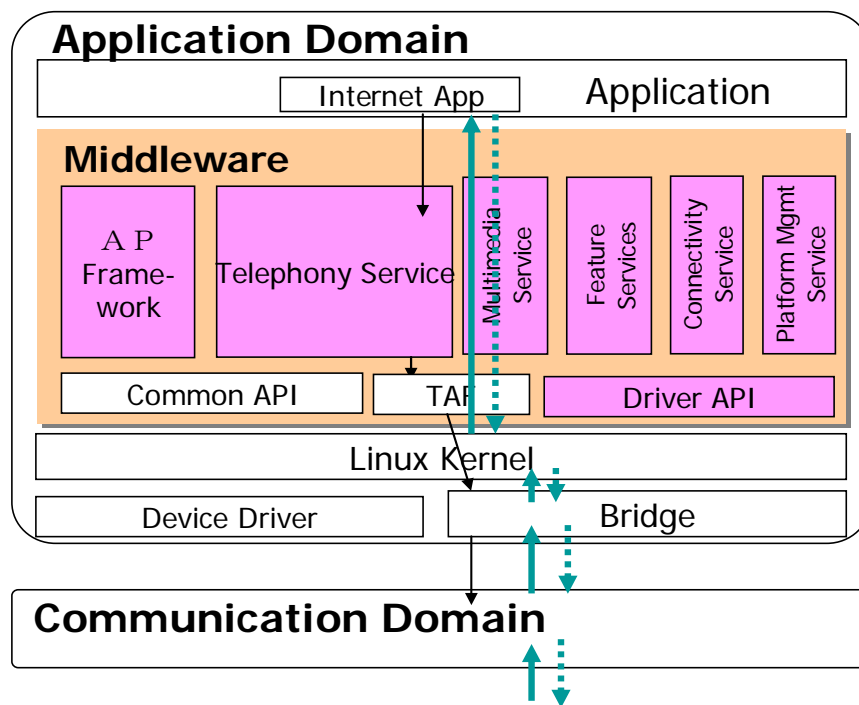 Application Domain
Internet App
Application
Middleware
A P
Frame-
work
Telephony Service
Multimedia
Service
Feature
Services
Connectivity
Service
Platform Mgmt
Service
Common API
TAF
Driver API
Linux Kernel
Device Driver
Bridge
Communication Domain